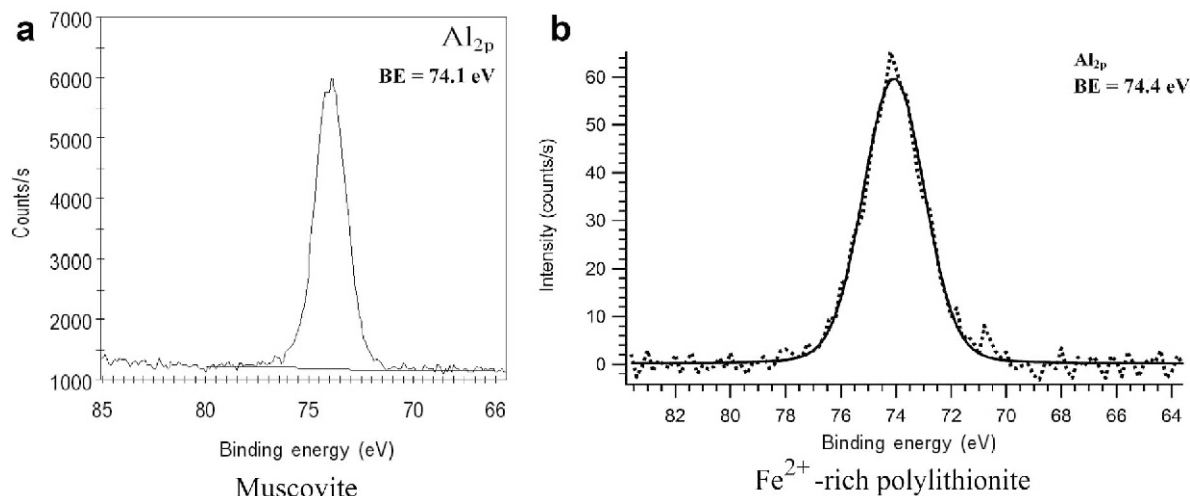 a
Al2p
BE = 74.1 eV
7000
6000
5000
4000
3000
2000
1000
Counts/s
85 80 74 70 66
Binding energy (eV)
Muscovite
b
Al2p
BE = 74.4 eV
60
50
40
30
20
10
0
Intensity (counts/s)
82 80 78 76 74 72 70 68 66 64
Binding energy (eV)
Fe2+ -rich polylithionite